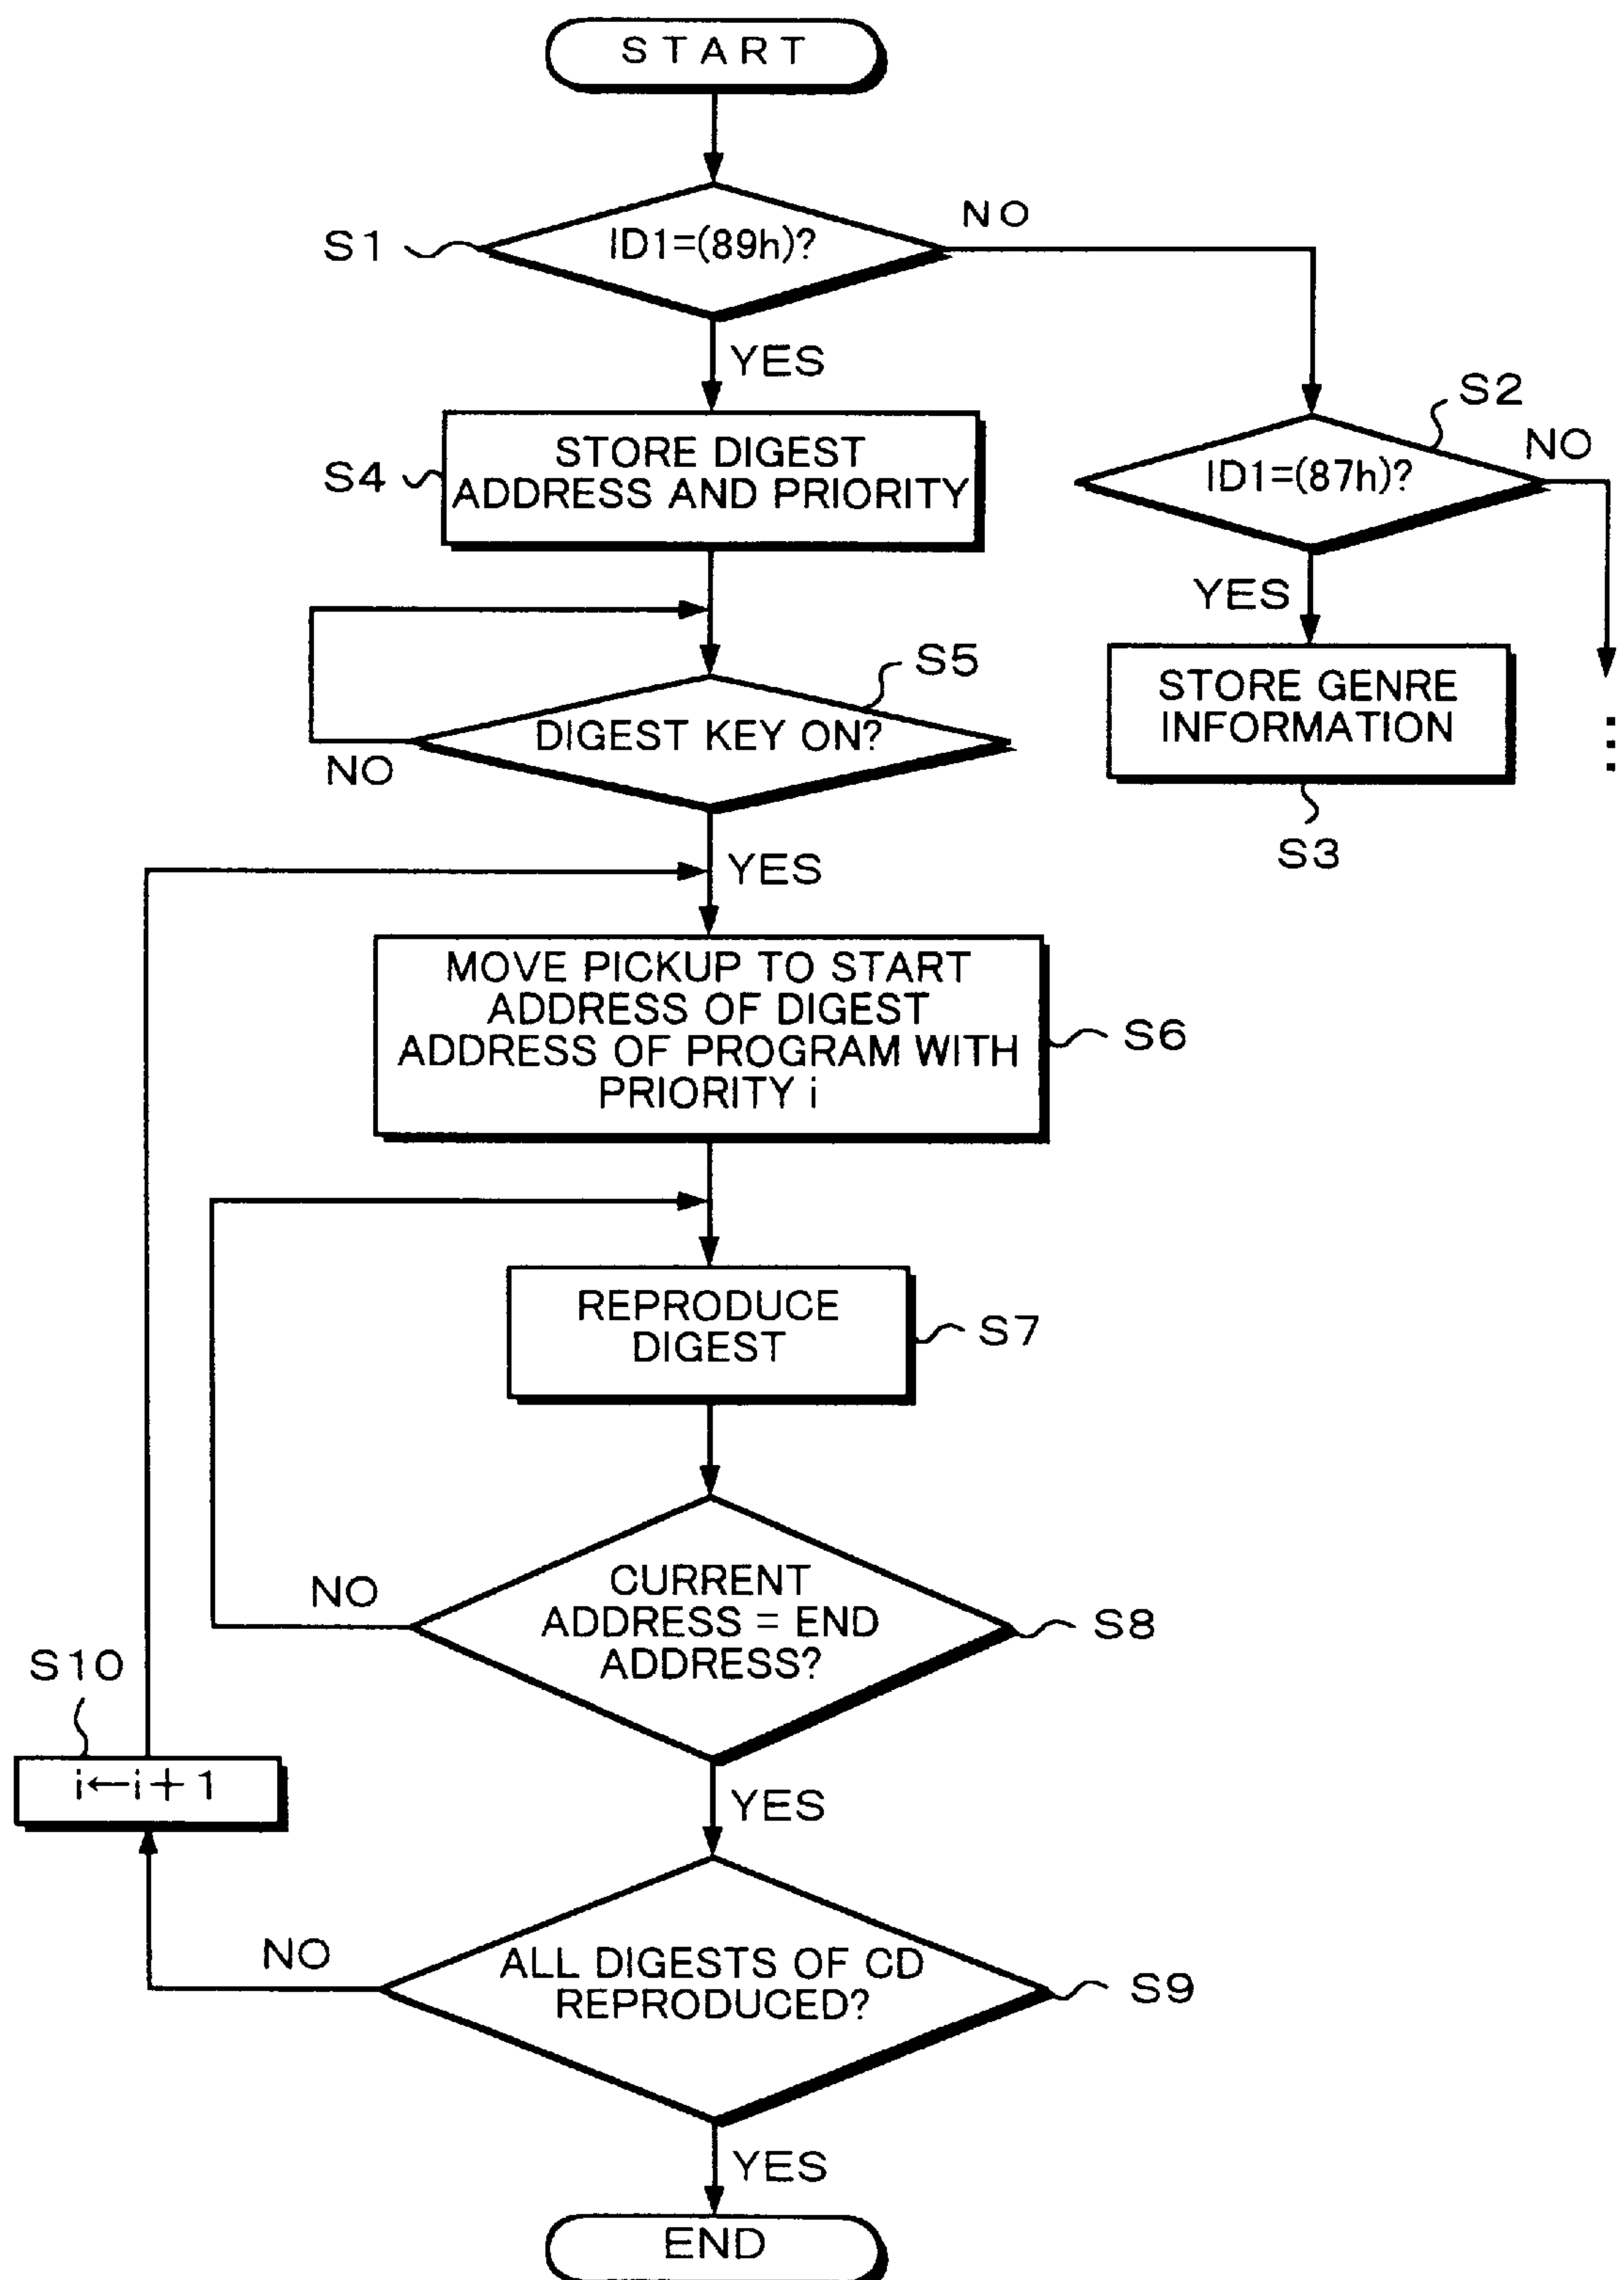 START
S1
ID1=(89h)?
NO
YES
S2
S4
STORE DIGEST
ADDRESS AND PRIORITY
ID1=(87h)?
NO
YES
S5
STORE GENRE
INFORMATION
DIGEST KEY ON?
NO
S3
YES
MOVE PICKUP TO START
ADDRESS OF DIGEST
ADDRESS OF PROGRAM WITH
PRIORITY i
S6
REPRODUCE
DIGEST
S7
NO
CURRENT
ADDRESS = END
ADDRESS?
S8
S10
i←i+1
YES
NO
ALL DIGESTS OF CD
REPRODUCED?
S9
YES
END